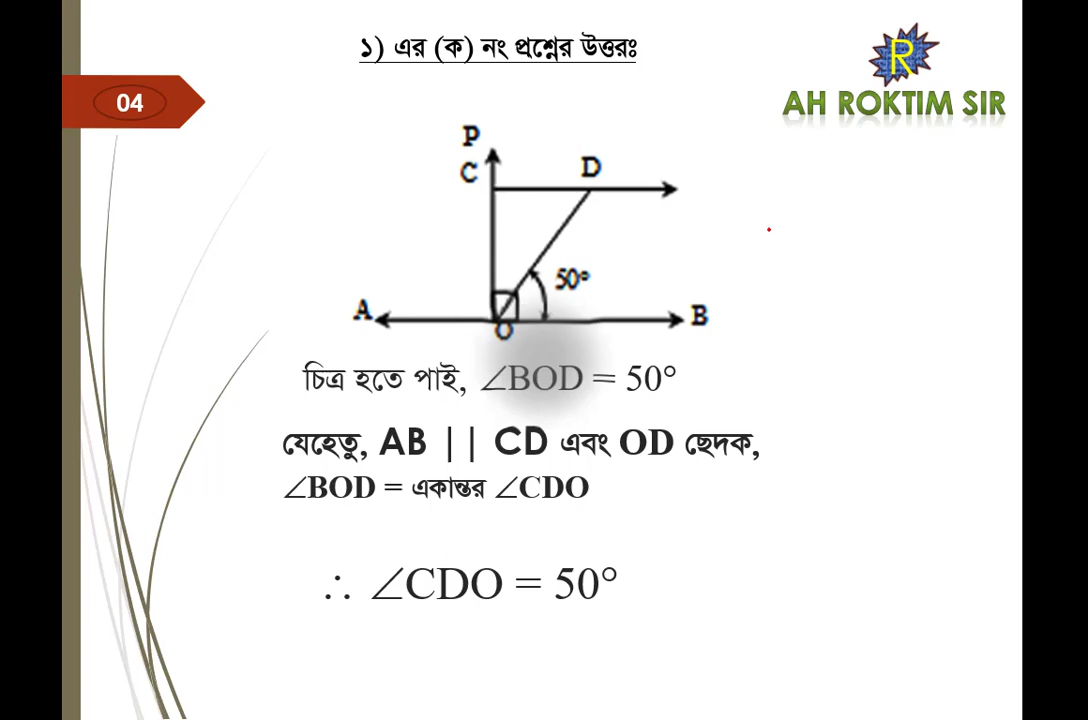 ১) এর (ক) নং প্রশ্নের উত্তরঃ
R
AH ROKTIM SIR
04
P
C
D
50°
A
B
O
চিত্র হতে পাই, ∠BOD = 50°
যেহেতু, AB || CD এবং OD ছেদক,
∠BOD = একান্তর ∠CDO
∴ ∠CDO = 50°